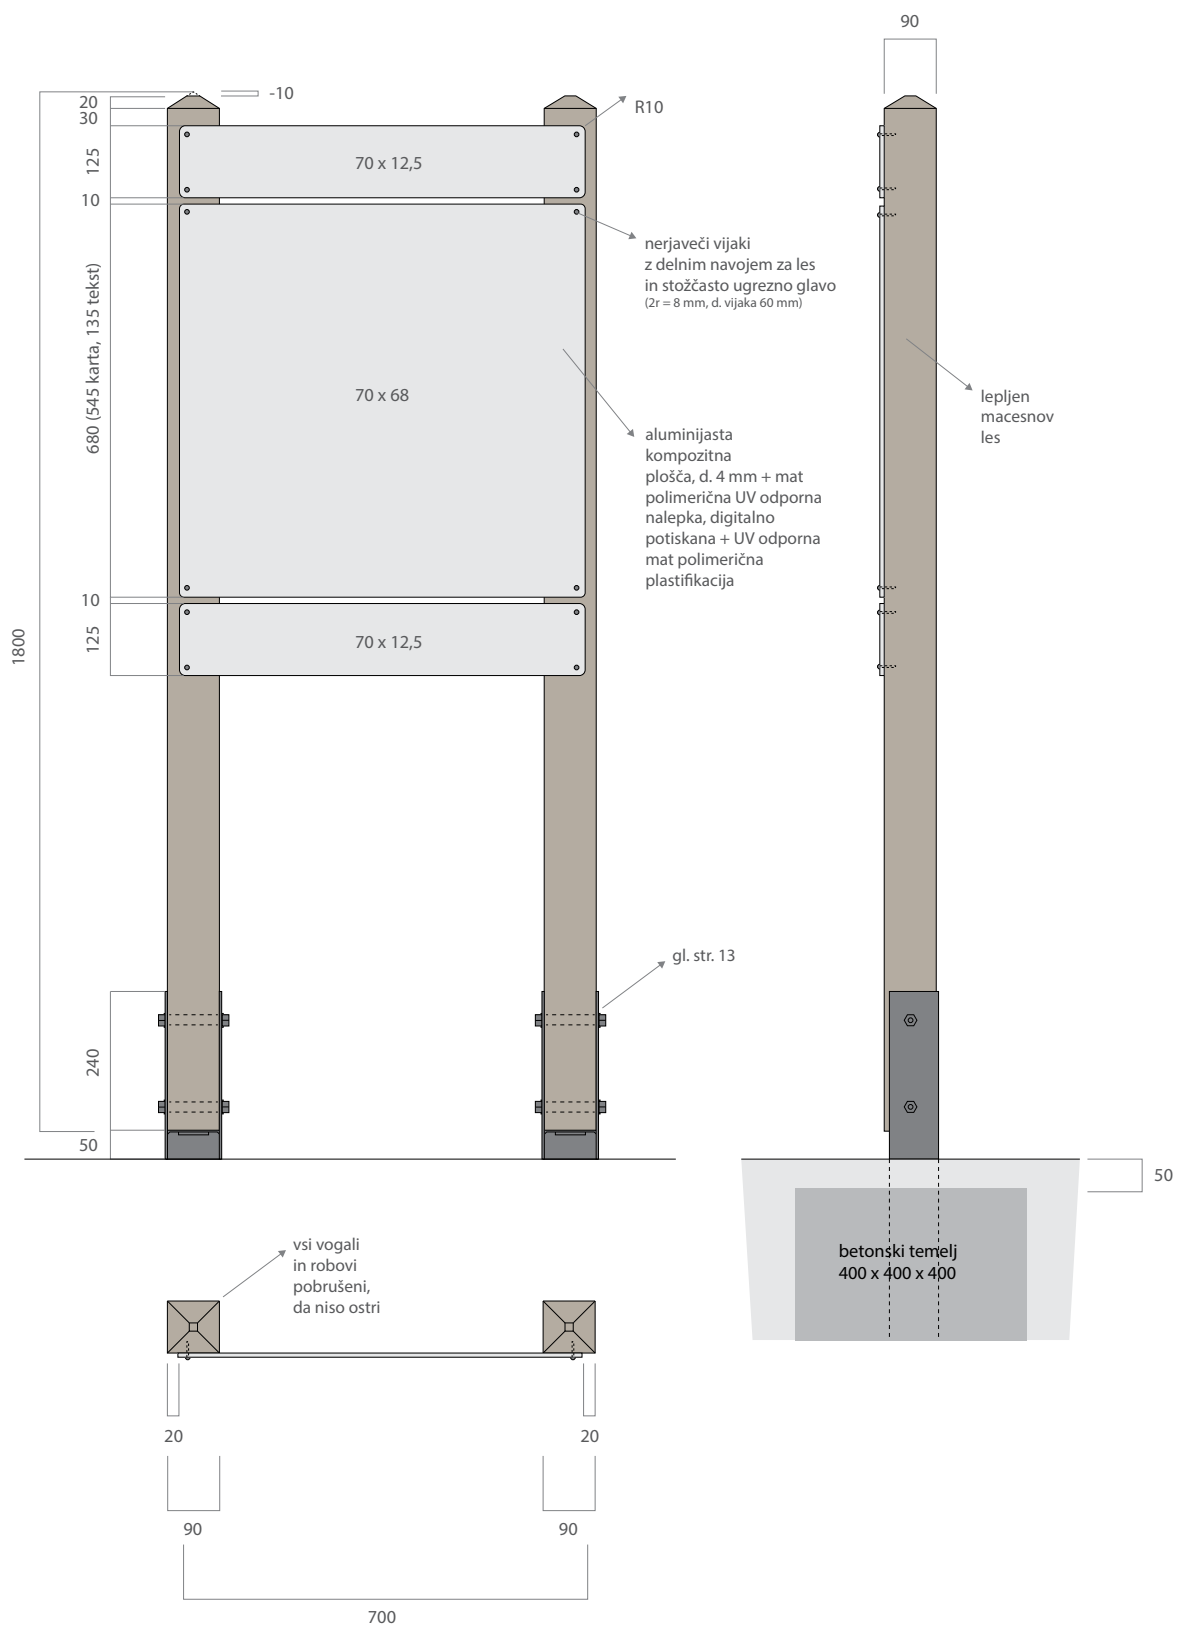 90
-10
20
30
R10
125
70 x 12,5
10
nerjaveči vijaki
z delnim navojem za les
in stožčasto ugrezno glavo
(2r = 8 mm, d. vijaka 60 mm)
680 (545 karta, 135 tekst)
70 x 68
lepljen
macesnov
les
aluminijasta
kompozitna
plošča, d. 4 mm + mat
polimerična UV odporna
nalepka, digitalno
potiskana + UV odporna
mat polimerična
plastifikacija
10
125
70 x 12,5
1800
gl. str. 13
240
50
50
betonski temelj
400 x 400 x 400
vsi vogali
in robovi
pobrušeni,
da niso ostri
20
20
90
90
700